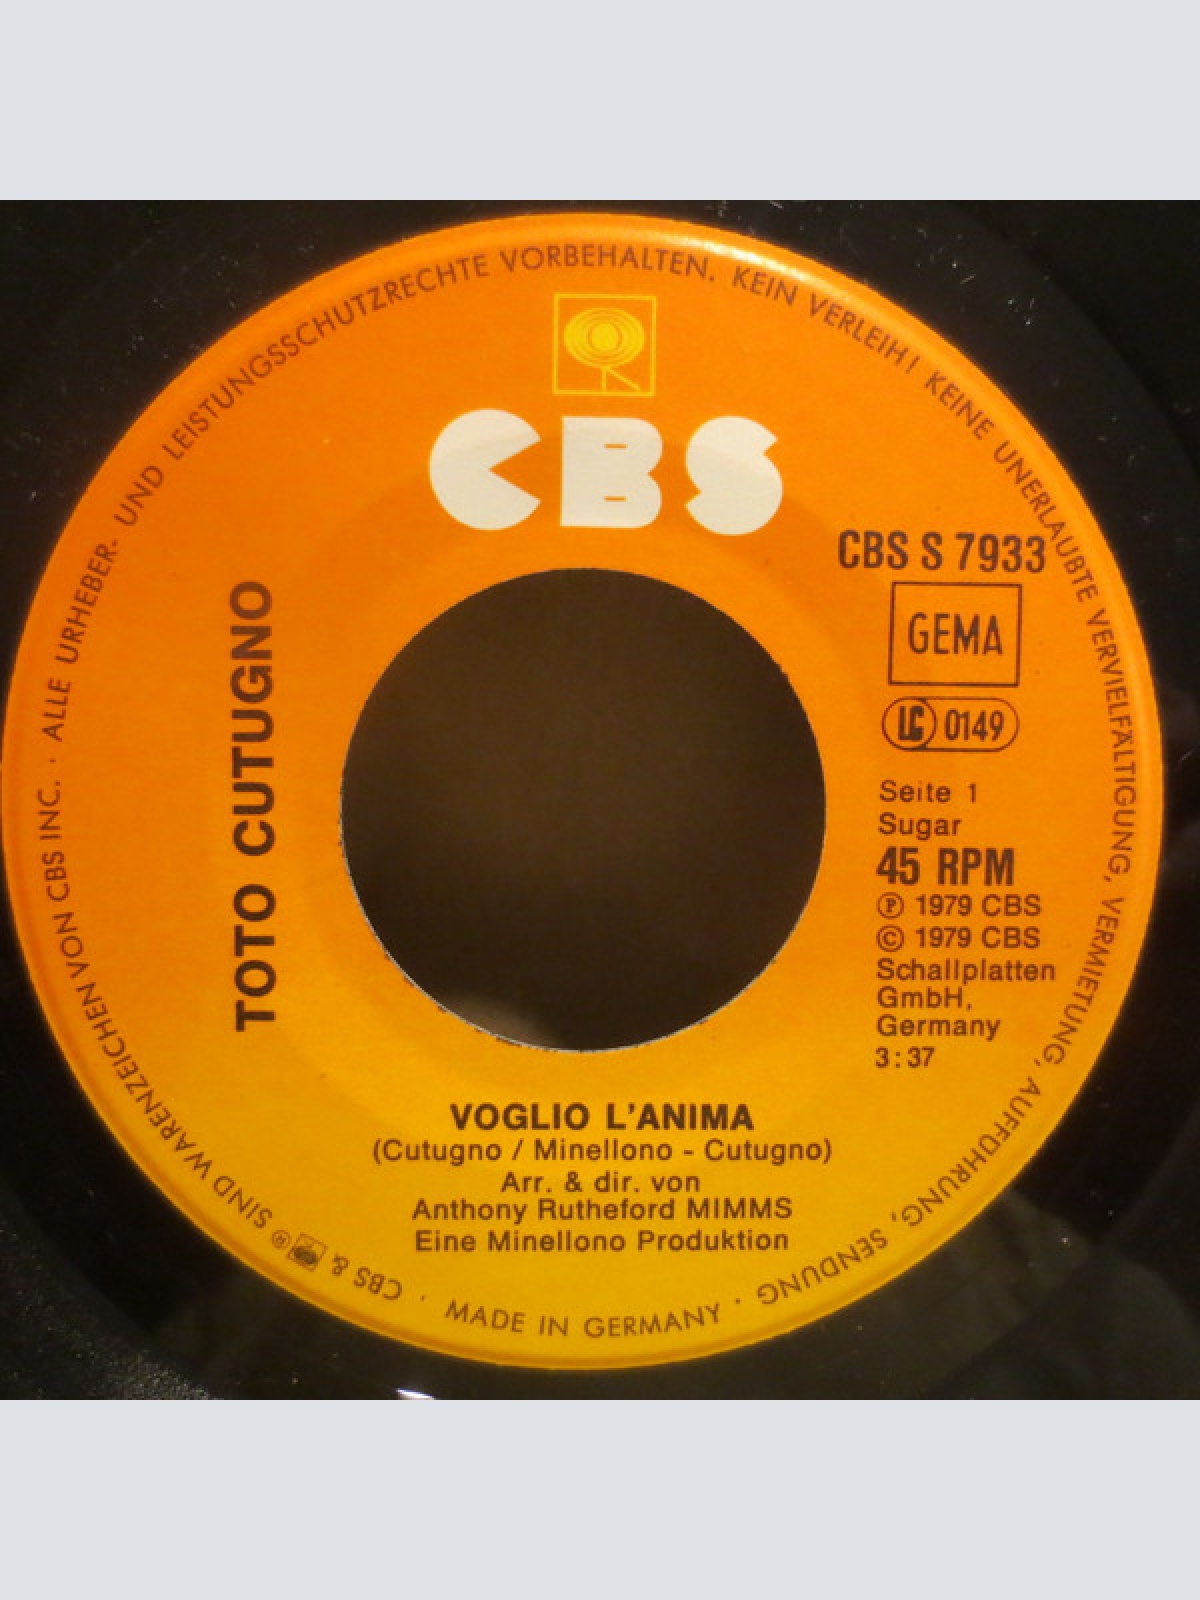 ALLE URHEBER- UND LEISTUNGSSCHUTZRECHTE VORBEHALTEN. KEIN VERLEIH! KEINE UNERLAUBTE VERVIELFÄLTIGUNG, VERMIETUNG, AUFFÜHRUNG, SENDUNG ·
CBS
CBS S 7933
GEMA
LC 0149
Seite 1
Sugar
45 RPM
℗ 1979 CBS
© 1979 CBS
Schallplatten
GmbH,
Germany
3:37
TOTO CUTUGNO
VOGLIO L'ANIMA
(Cutugno / Minellono - Cutugno)
Arr. & dir. von
Anthony Rutheford MIMMS
Eine Minellono Produktion
MADE IN GERMANY ·
CBS & ® SIND WARENZEICHEN VON CBS INC. ·